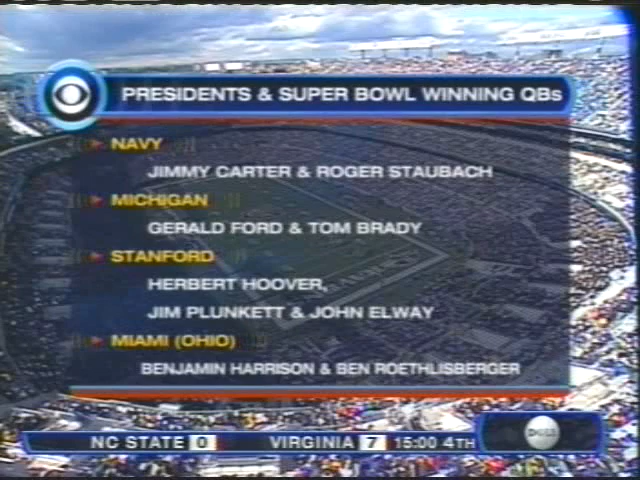 PRESIDENTS & SUPER BOWL WINNING QBs
NAVY
JIMMY CARTER & ROGER STAUBACH
MICHIGAN
GERALD FORD & TOM BRADY
STANFORD
HERBERT HOOVER,
JIM PLUNKETT & JOHN ELWAY
MIAMI (OHIO)
BENJAMIN HARRISON & BEN ROETHLISBERGER
NC STATE 0 VIRGINIA 7 15:00 4TH
DELL